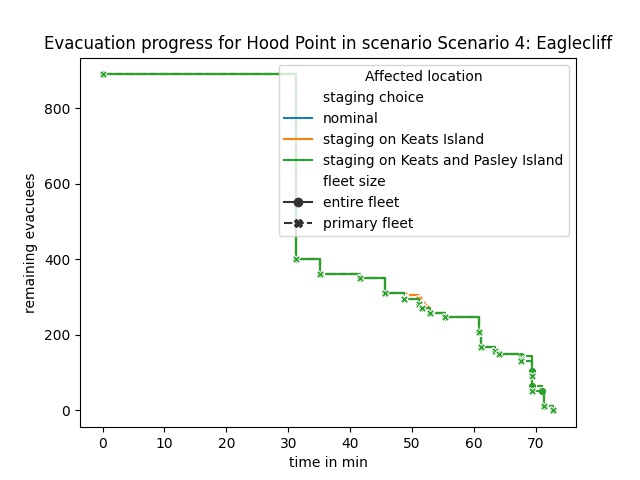 Evacuation progress for Hood Point in scenario Scenario 4: Eaglecliff
Affected location
staging choice
nominal
staging on Keats Island
staging on Keats and Pasley Island
fleet size
entire fleet
primary fleet
remaining evacuees
800
600
400
200
0
0 10 20 30 40 50 60 70
time in min